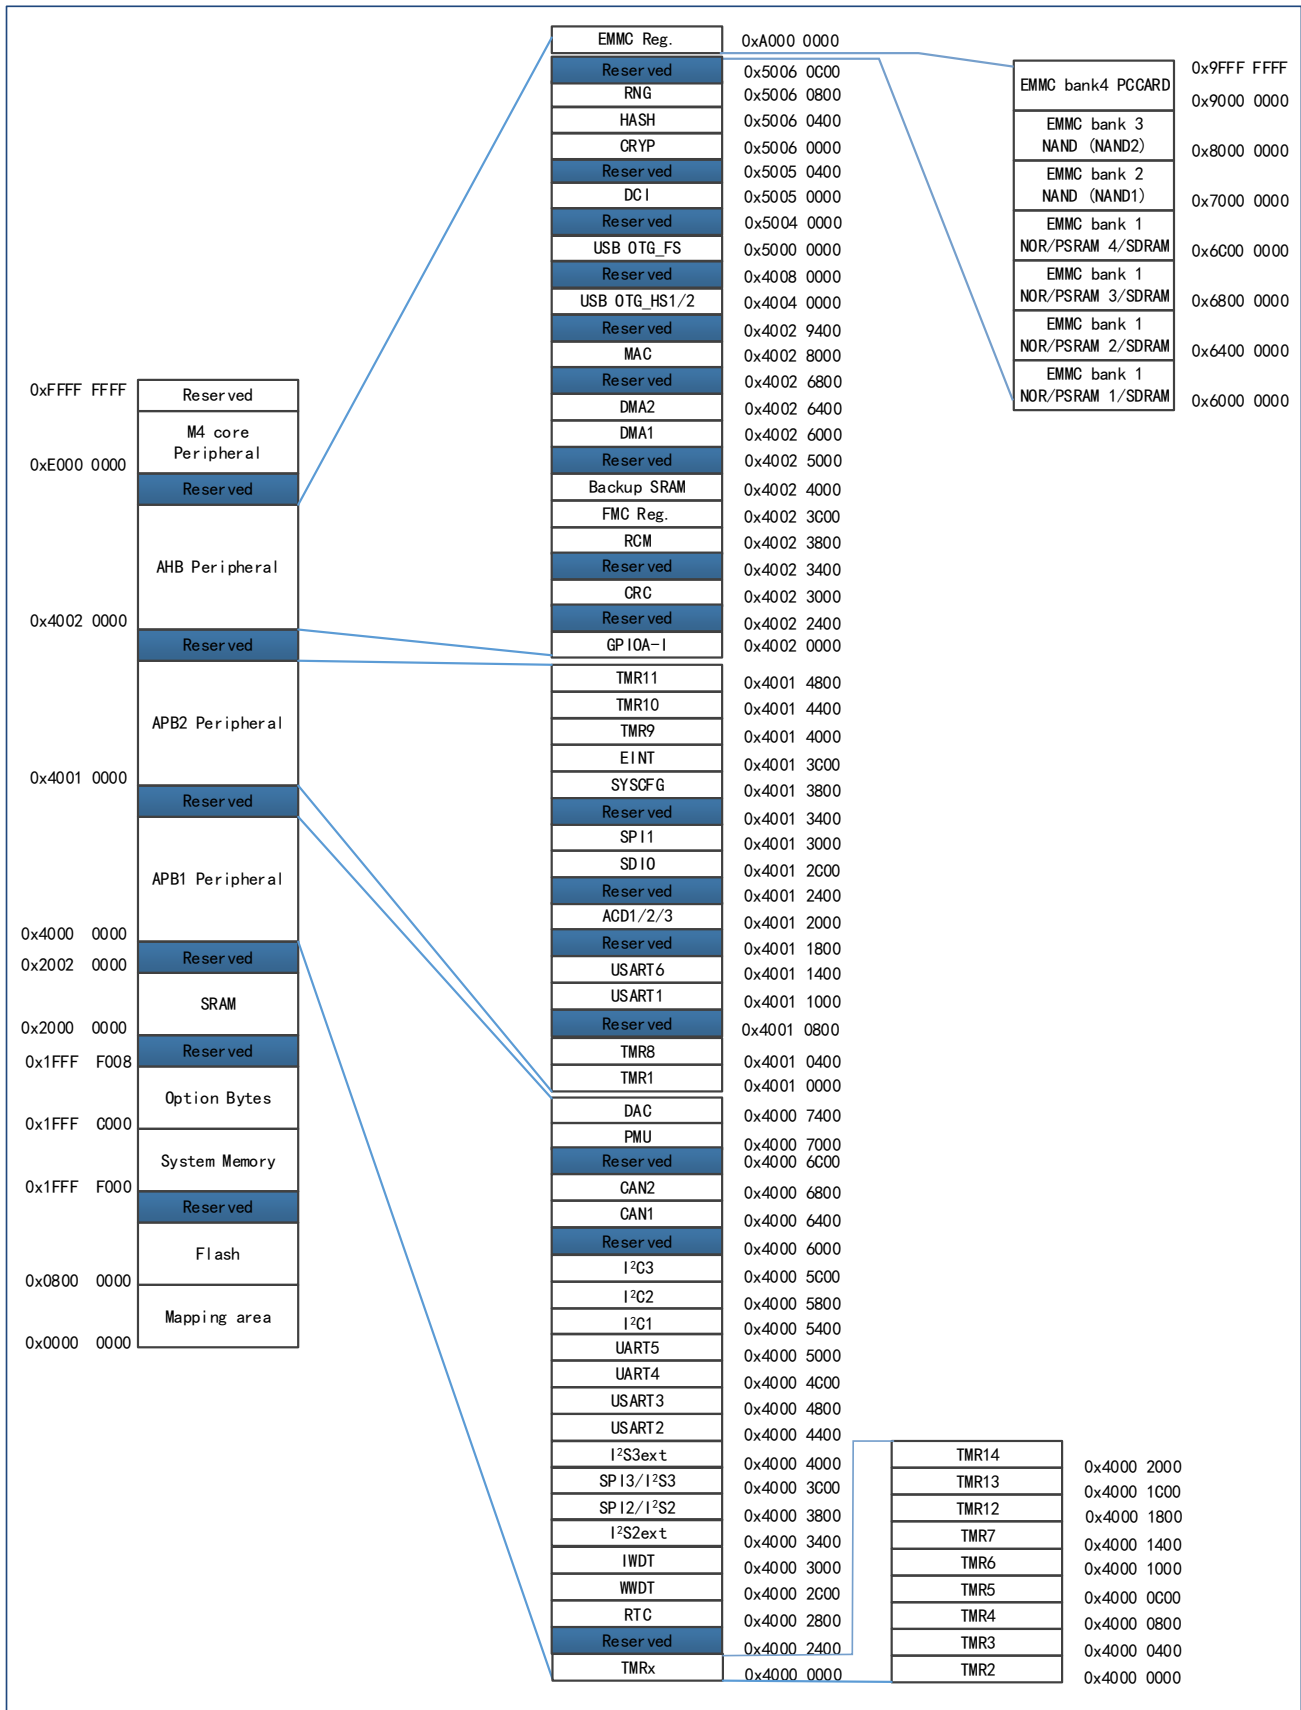 0xFFFF FFFF
Reserved
M4 core
Peripheral
0xE000 0000
Reserved
AHB Peripheral
0x4002 0000
Reserved
APB2 Peripheral
0x4001 0000
Reserved
APB1 Peripheral
0x4000 0000
0x2002 0000
Reserved
SRAM
0x2000 0000
Reserved
0x1FFF F008
Option Bytes
0x1FFF C000
System Memory
0x1FFF F000
Reserved
Flash
0x0800 0000
Mapping area
0x0000 0000
EMMC Reg. 0xA000 0000
Reserved 0x5006 0C00
RNG 0x5006 0800
HASH 0x5006 0400
CRYP 0x5006 0000
Reserved 0x5005 0400
DCI 0x5005 0000
Reserved 0x5004 0000
USB OTG_FS 0x5000 0000
Reserved 0x4008 0000
USB OTG_HS1/2 0x4004 0000
Reserved 0x4002 9400
MAC 0x4002 8000
Reserved 0x4002 6800
DMA2 0x4002 6400
DMA1 0x4002 6000
Reserved 0x4002 5000
Backup SRAM 0x4002 4000
FMC Reg. 0x4002 3C00
RCM 0x4002 3800
Reserved 0x4002 3400
CRC 0x4002 3000
Reserved 0x4002 2400
GPIOA-I 0x4002 0000
TMR11 0x4001 4800
TMR10 0x4001 4400
TMR9 0x4001 4000
EINT 0x4001 3C00
SYSCFG 0x4001 3800
Reserved 0x4001 3400
SPI1 0x4001 3000
SDIO 0x4001 2C00
Reserved 0x4001 2400
ACD1/2/3 0x4001 2000
Reserved 0x4001 1800
USART6 0x4001 1400
USART1 0x4001 1000
Reserved 0x4001 0800
TMR8 0x4001 0400
TMR1 0x4001 0000
DAC 0x4000 7400
PMU 0x4000 7000
Reserved 0x4000 6C00
CAN2 0x4000 6800
CAN1 0x4000 6400
Reserved 0x4000 6000
I²C3 0x4000 5C00
I²C2 0x4000 5800
I²C1 0x4000 5400
UART5 0x4000 5000
UART4 0x4000 4C00
USART3 0x4000 4800
USART2 0x4000 4400
I²S3ext 0x4000 4000
SPI3/I²S3 0x4000 3C00
SPI2/I²S2 0x4000 3800
I²S2ext 0x4000 3400
IWDT 0x4000 3000
WWDT 0x4000 2C00
RTC 0x4000 2800
Reserved 0x4000 2400
TMRx 0x4000 0000
0x9FFF FFFF
EMMC bank4 PCCARD
0x9000 0000
EMMC bank 3
NAND (NAND2) 0x8000 0000
EMMC bank 2
NAND (NAND1) 0x7000 0000
EMMC bank 1
NOR/PSRAM 4/SDRAM 0x6C00 0000
EMMC bank 1
NOR/PSRAM 3/SDRAM 0x6800 0000
EMMC bank 1
NOR/PSRAM 2/SDRAM 0x6400 0000
EMMC bank 1
NOR/PSRAM 1/SDRAM 0x6000 0000
TMR14 0x4000 2000
TMR13 0x4000 1C00
TMR12 0x4000 1800
TMR7 0x4000 1400
TMR6 0x4000 1000
TMR5 0x4000 0C00
TMR4 0x4000 0800
TMR3 0x4000 0400
TMR2 0x4000 0000